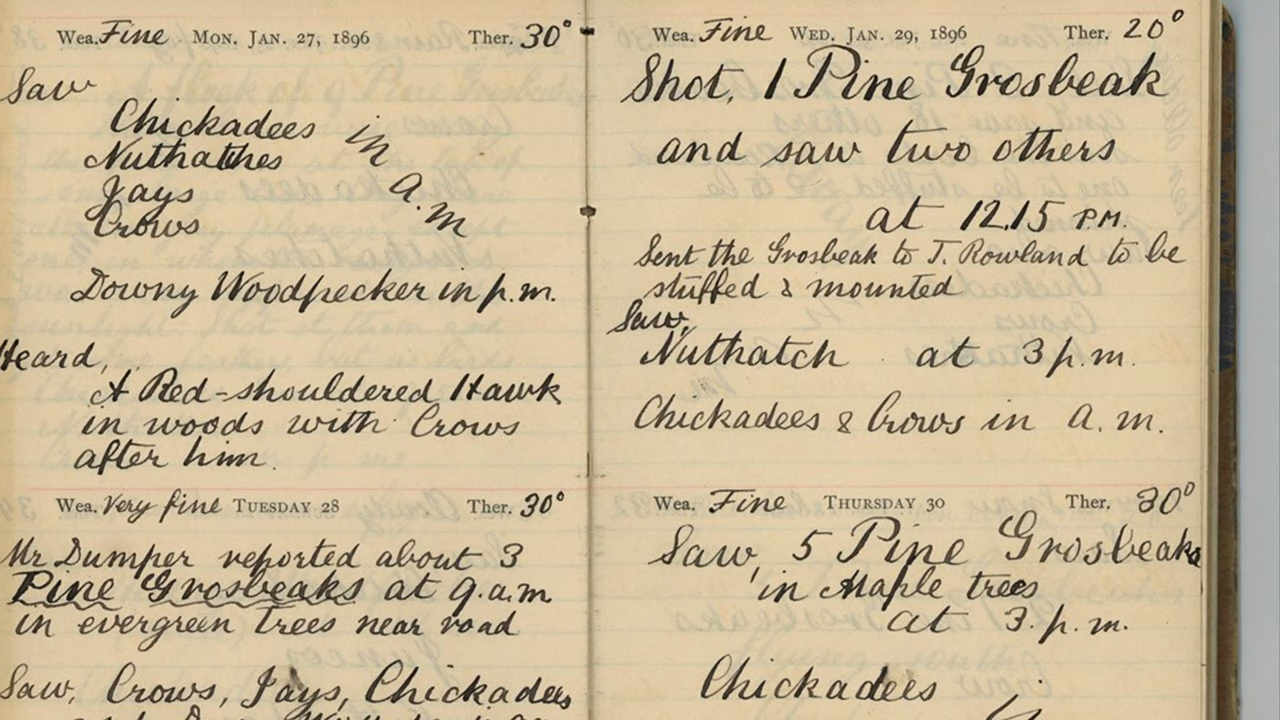 Wea. Fine Mon. Jan. 27, 1896 Ther. 30°
Saw
Chickadees in
Nuthatches
Jays a.m
Crows
Downy Woodpecker in p.m.
Heard,
A Red-shouldered Hawk
in woods with Crows
after him.
Wea. Very fine Tuesday 28 Ther. 30°
Mr. Dumper reported about 3
Pine Grosbeaks at 9.a.m
in evergreen trees near road
Saw, Crows, Jays, Chickadees
Wea. Fine Wed. Jan. 29, 1896 Ther. 20°
Shot, 1 Pine Grosbeak
and saw two others
at 12.15 P.M.
Sent the Grosbeak to J. Rowland to be
stuffed & mounted
Saw,
Nuthatch at 3 p.m.
Chickadees & Crows in a.m.
Wea. Fine Thursday 30 Ther. 30°
Saw, 5 Pine Grosbeaks
in Maple trees
at 3.p.m.
Chickadees